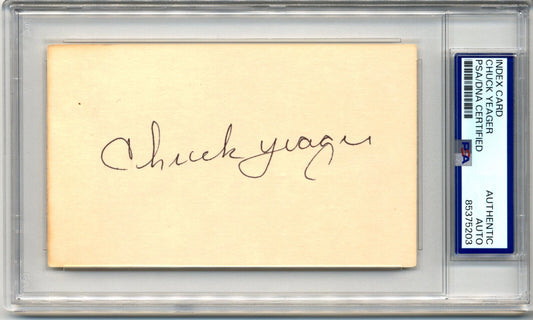 Chuck Yeager
INDEX CARD
CHUCK YEAGER
PSA/DNA CERTIFIED
PSA
AUTHENTIC
AUTO
85375203